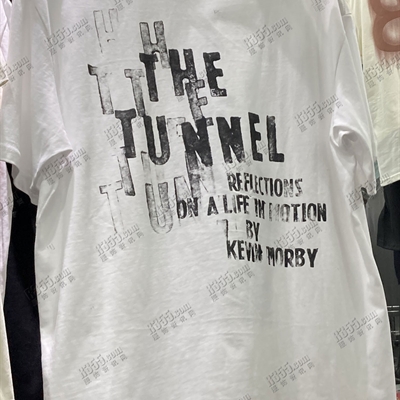 THE
TUNNEL
REFLECTIONS
ON A LIFE IN MOTION
BY
KEVIN MORBY